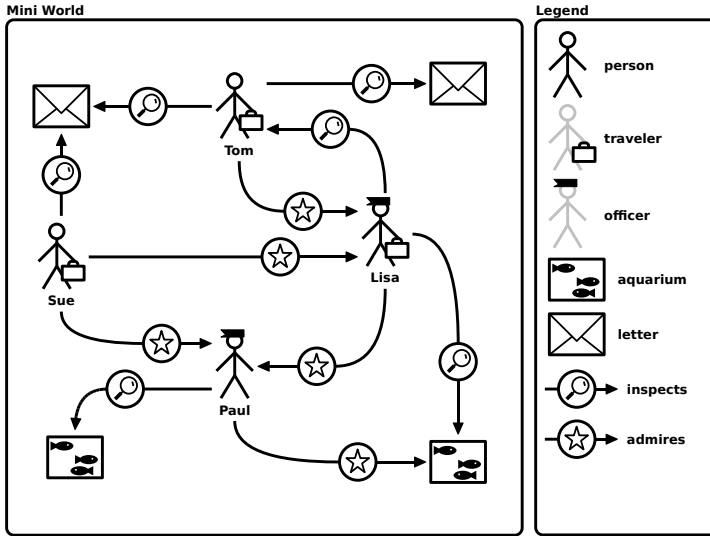 Mini World
Legend
person
Tom
traveler
officer
Lisa
aquarium
Sue
letter
inspects
Paul
admires